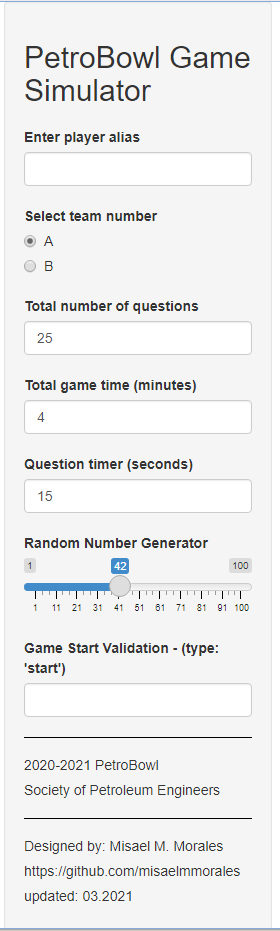 PetroBowl Game
Simulator
Enter player alias
Select team number
A
B
Total number of questions
25
Total game time (minutes)
4
Question timer (seconds)
15
Random Number Generator
1 42 100
1 11 21 31 41 51 61 71 81 91 100
Game Start Validation - (type:
'start')
2020-2021 PetroBowl
Society of Petroleum Engineers
Designed by: Misael M. Morales
https://github.com/misaelmmorales
updated: 03.2021